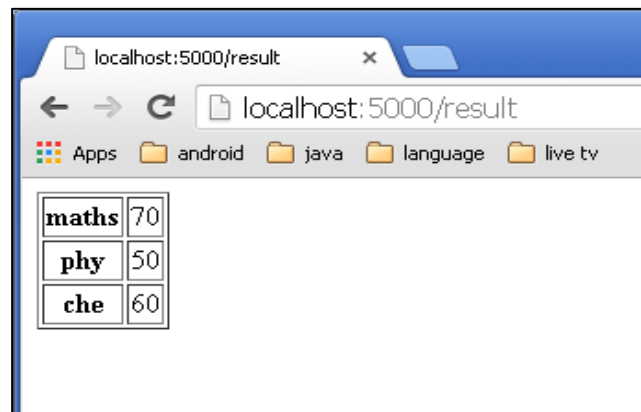 localhost:5000/result
localhost:5000/result
Apps android java language live tv
maths 70
phy 50
che 60